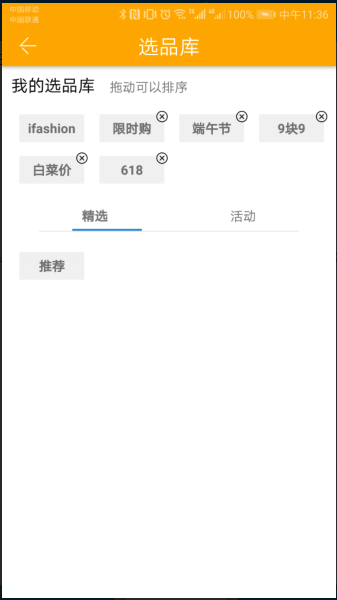 中国移动
中国联通
100% 中午11:36
选品库
我的选品库 拖动可以排序
ifashion 限时购 端午节 9块9
白菜价 618
精选 活动
推荐